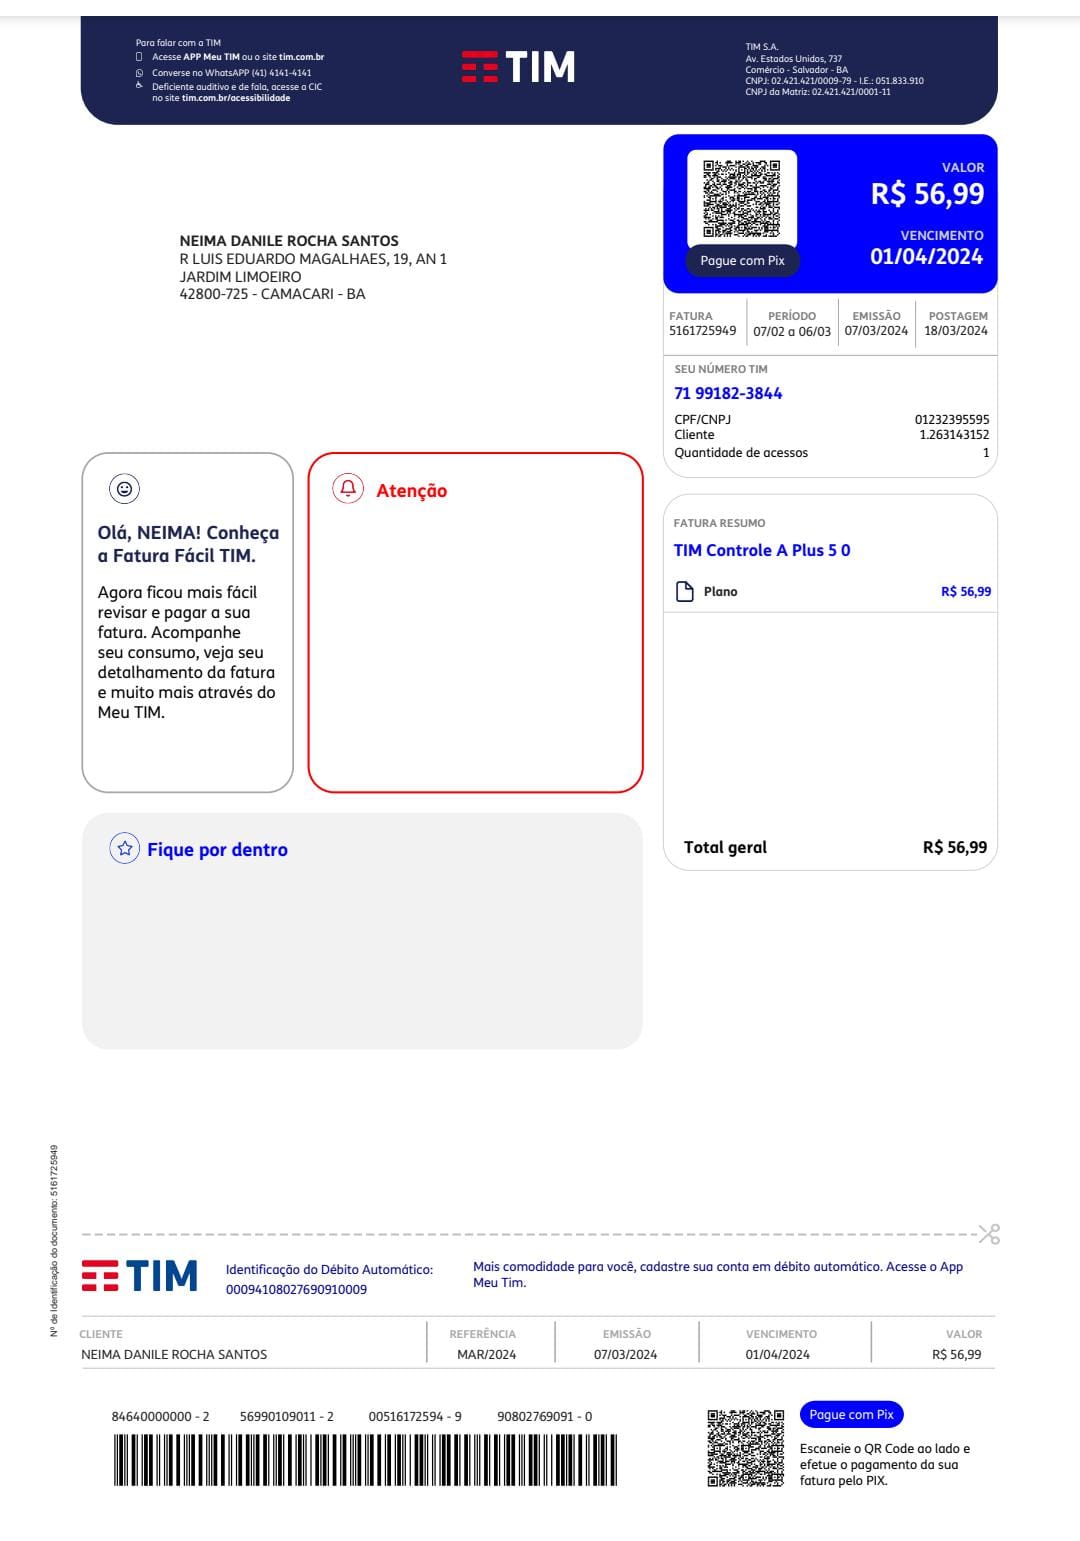 Para falar com a TIM
Acesse APP Meu TIM ou o site tim.com.br
Converse no WhatsAPP (41) 4141-4141
Deficiente auditivo e de fala, acesse a CIC
no site tim.com.br/acessibilidade
TIM
TIM S.A.
Av. Estados Unidos, 737
Comércio - Salvador - BA
CNPJ: 02.421.421/0009-79 - I.E.: 051.833.910
CNPJ da Matriz: 02.421.421/0001-11
VALOR
R$ 56,99
VENCIMENTO
01/04/2024
Pague com Pix
NEIMA DANILE ROCHA SANTOS
R LUIS EDUARDO MAGALHAES, 19, AN 1
JARDIM LIMOEIRO
42800-725 - CAMACARI - BA
FATURA PERÍODO EMISSÃO POSTAGEM
5161725949 07/02 a 06/03 07/03/2024 18/03/2024
SEU NÚMERO TIM
71 99182-3844
CPF/CNPJ 01232395595
Cliente 1.263143152
Quantidade de acessos 1
Olá, NEIMA! Conheça
a Fatura Fácil TIM.
Agora ficou mais fácil
revisar e pagar a sua
fatura. Acompanhe
seu consumo, veja seu
detalhamento da fatura
e muito mais através do
Meu TIM.
Atenção
FATURA RESUMO
TIM Controle A Plus 5 0
Plano R$ 56,99
Total geral R$ 56,99
Fique por dentro
Nº de Identificação do documento: 5161725949
TIM
Identificação do Débito Automático:
00094108027690910009
Mais comodidade para você, cadastre sua conta em débito automático. Acesse o App
Meu Tim.
CLIENTE REFERÊNCIA EMISSÃO VENCIMENTO VALOR
NEIMA DANILE ROCHA SANTOS MAR/2024 07/03/2024 01/04/2024 R$ 56,99
84640000000 - 2 56990109011 - 2 00516172594 - 9 90802769091 - 0
Pague com Pix
Escaneie o QR Code ao lado e
efetue o pagamento da sua
fatura pelo PIX.